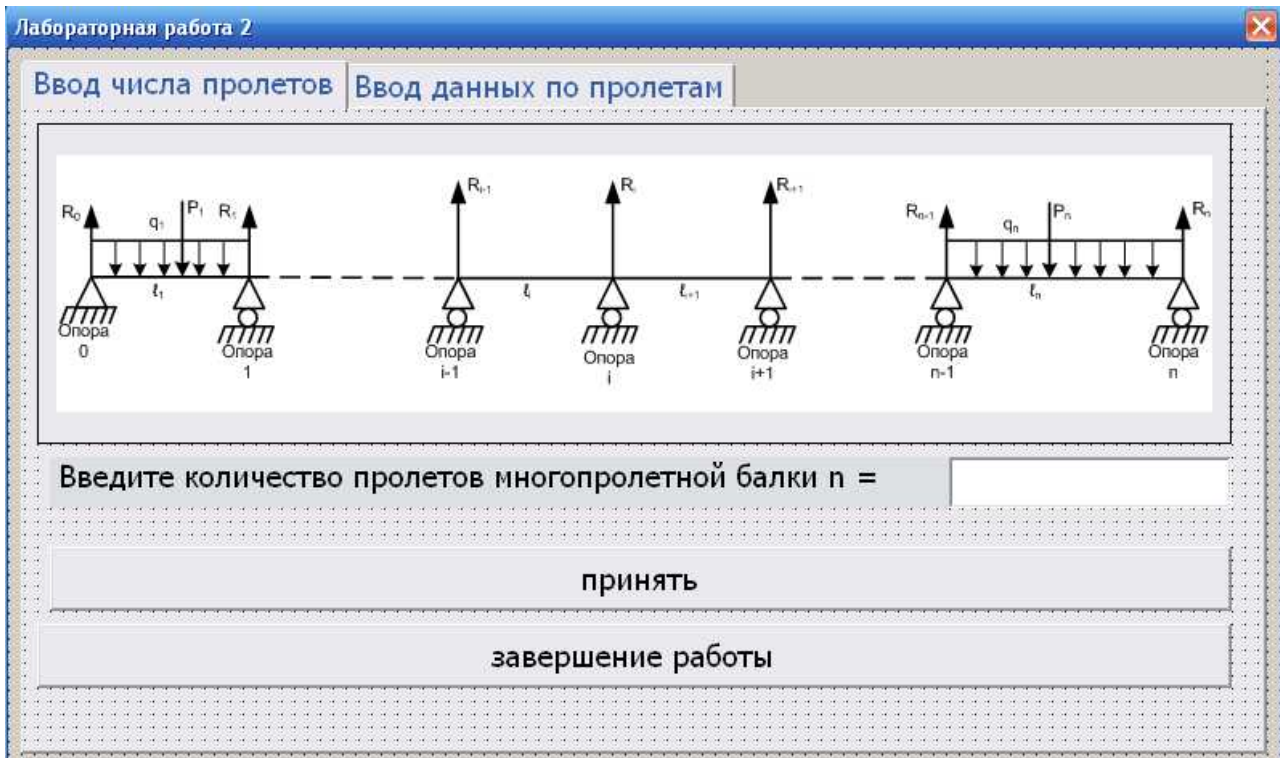 Лабораторная работа 2
Ввод числа пролетов Ввод данных по пролетам
R₀ q₁ P₁ R₁ Rᵢ₋₁ Rᵢ Rᵢ₊₁ Rₙ₋₁ qₙ Pₙ Rₙ
ℓ₁ ℓᵢ ℓᵢ₊₁ ℓₙ
Опора Опора Опора Опора Опора Опора Опора
0 1 i-1 i i+1 n-1 n
Введите количество пролетов многопролетной балки n =
принять
завершение работы